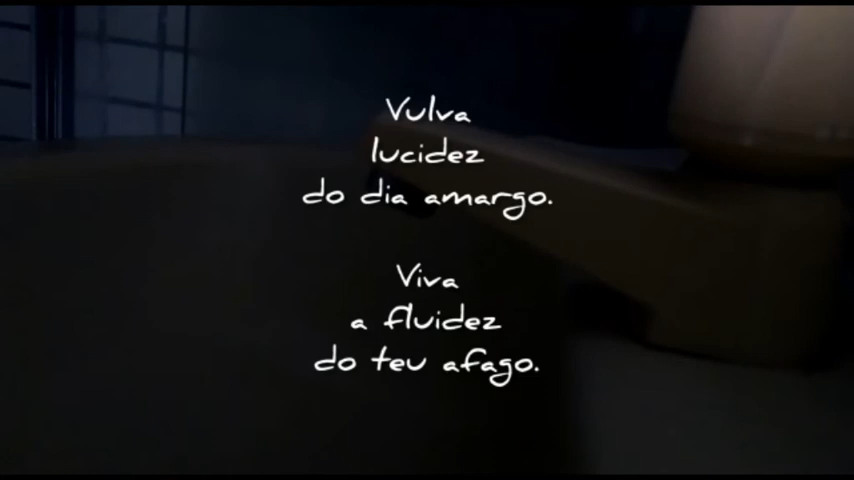 Vulva
lucidez
do dia amargo.
Viva
a fluidez
do teu afago.